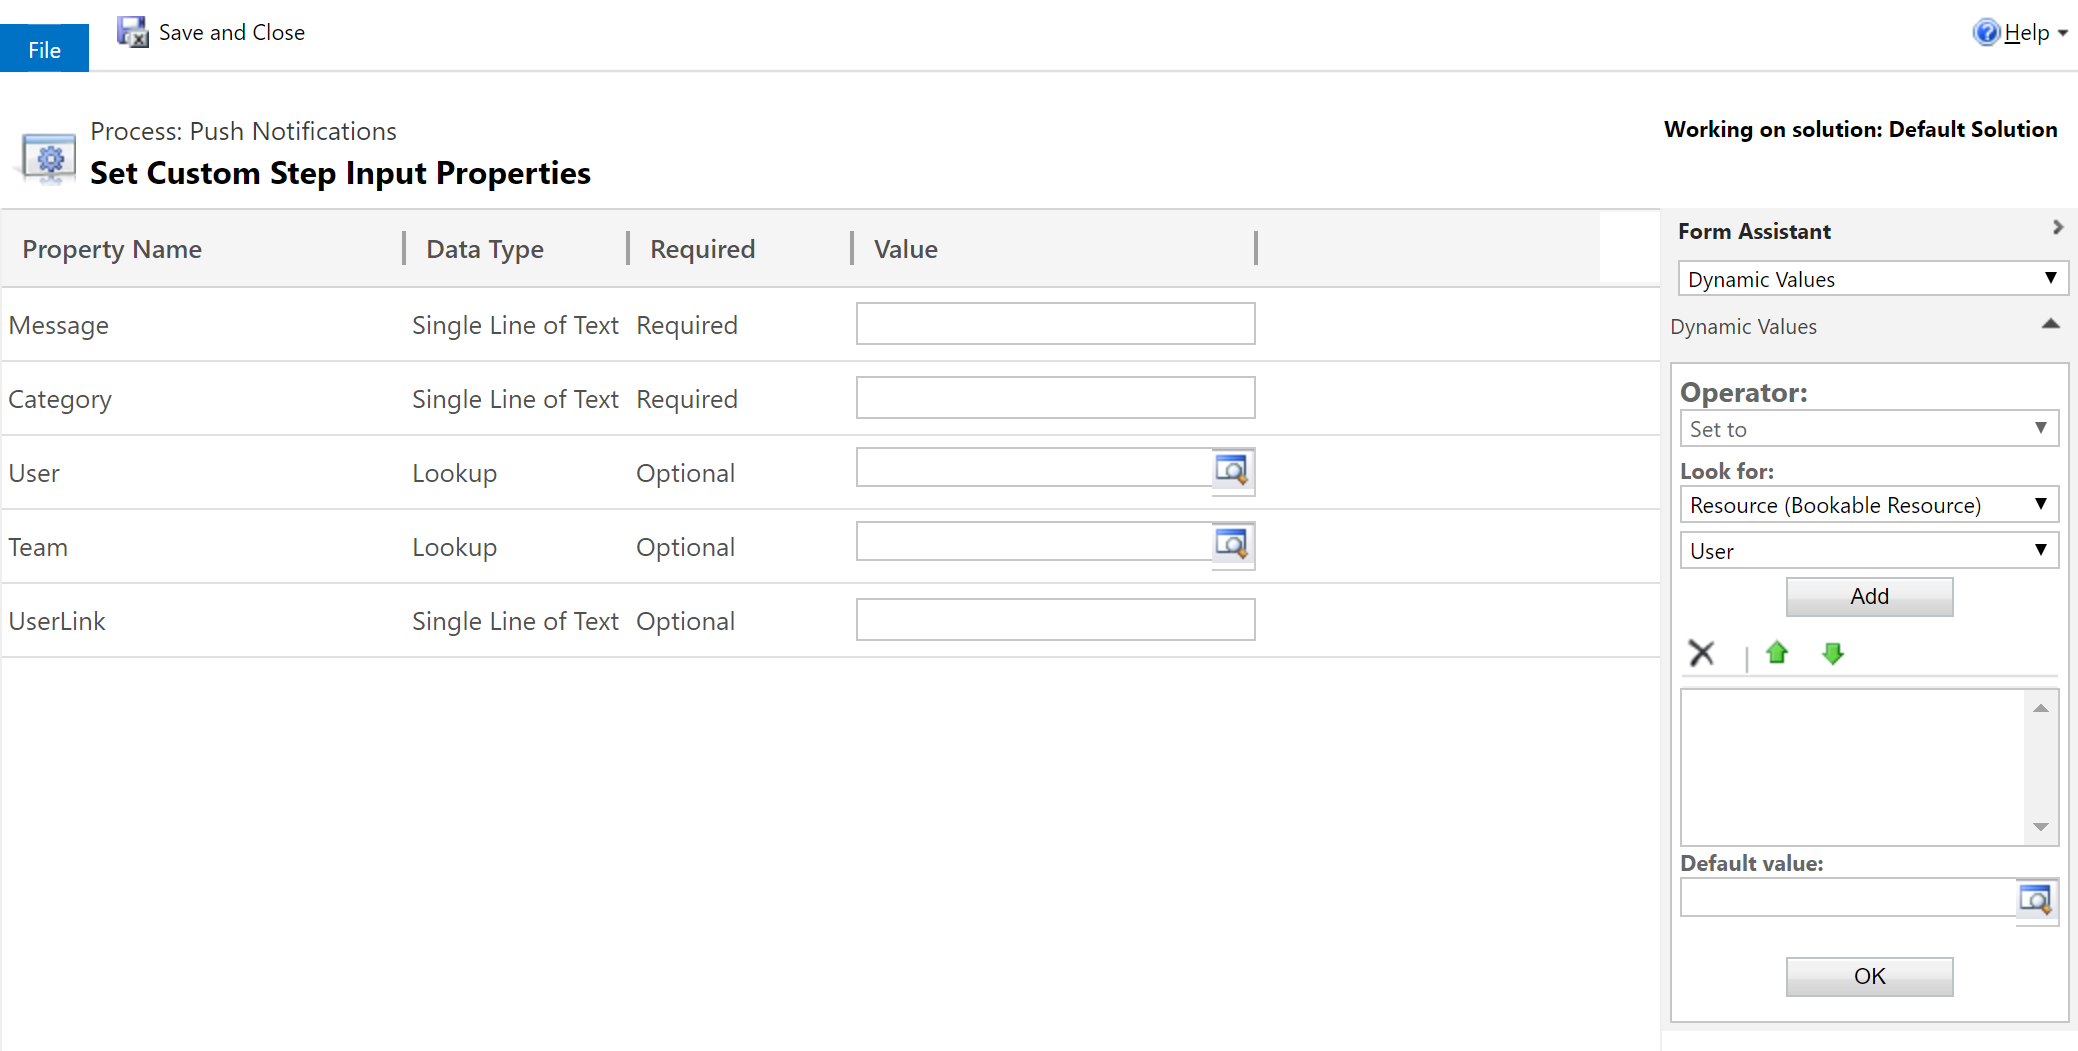 File
Save and Close
Help
Process: Push Notifications
Set Custom Step Input Properties
Working on solution: Default Solution
Property Name Data Type Required Value
Message Single Line of Text Required
Category Single Line of Text Required
User Lookup Optional
Team Lookup Optional
UserLink Single Line of Text Optional
Form Assistant
Dynamic Values
Dynamic Values
Operator:
Set to
Look for:
Resource (Bookable Resource)
User
Add
Default value:
OK